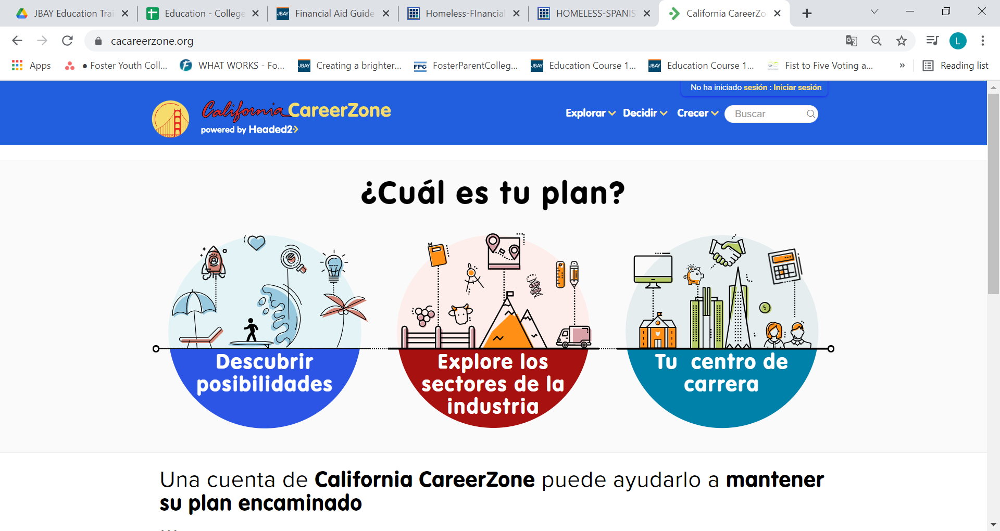 JBAY Education Trai
Education - College
Financial Aid Guide
Homeless-FInancial
HOMELESS-SPANIS
California CareerZo
cacareerzone.org
L
Apps
● Foster Youth Coll...
WHAT WORKS - Fo...
JBAY
Creating a brighter...
FPC
FosterParentColleg...
JBAY
Education Course 1...
JBAY
Education Course 1...
Fist to Five Voting a...
»
Reading list
No ha iniciado sesión : Iniciar sesión
California CareerZone
powered by Headed2
Explorar
Decidir
Crecer
Buscar
¿Cuál es tu plan?
Descubrir
posibilidades
Explore los
sectores de la
industria
Tu centro de
carrera
Una cuenta de California CareerZone puede ayudarlo a mantener
su plan encaminado
...